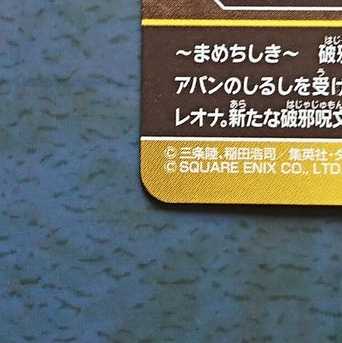 ～まめちしき～ 破邪
アバンのしるしを受け
レオナ。新たな破邪呪文
© 三条陸、稲田浩司／集英社・ダ
© SQUARE ENIX CO., LTD